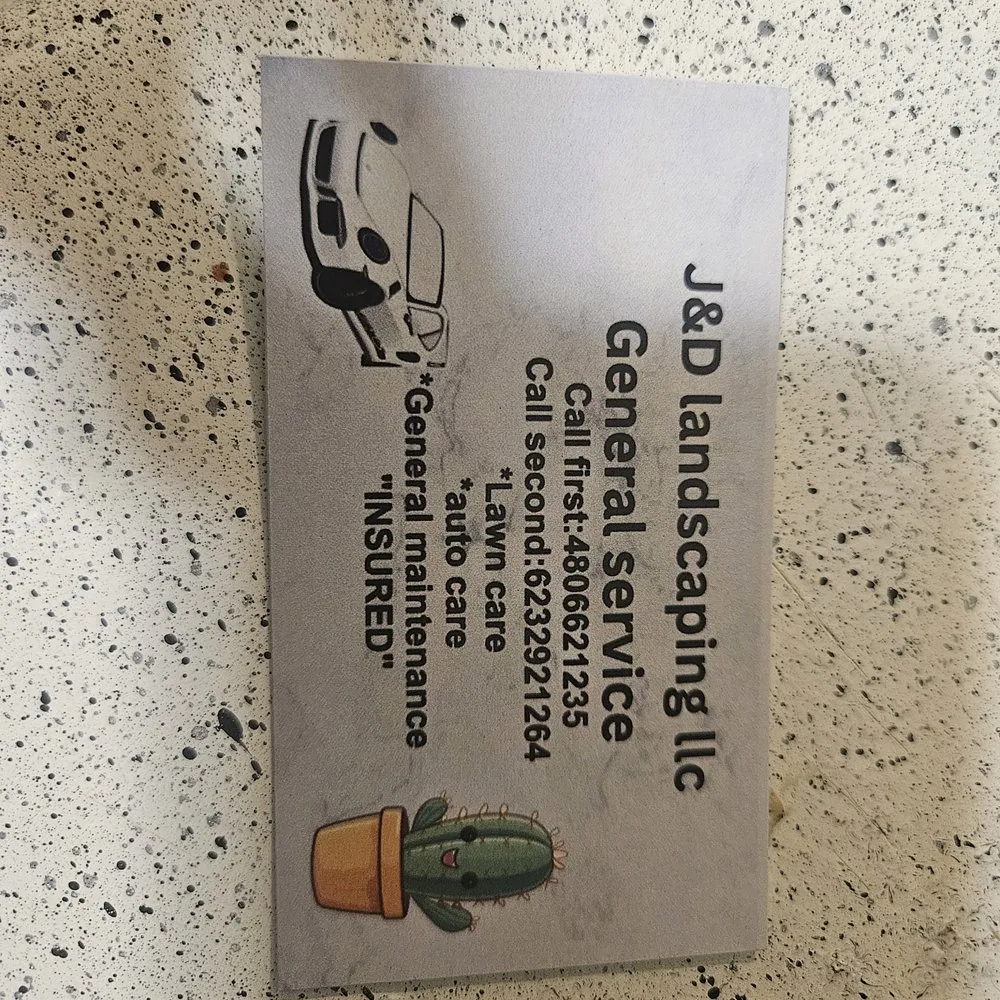 J&D landscaping llc
General service
Call first:4806621235
Call second:6232921264
*Lawn care
*auto care
*General maintenance
"INSURED"